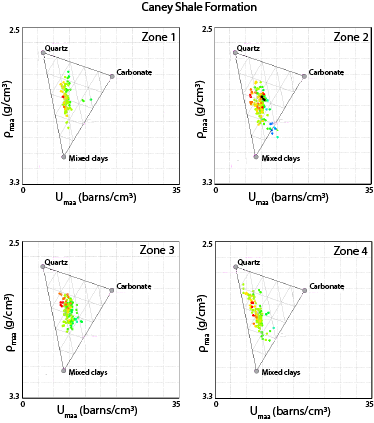 Caney Shale Formation
2.5
Zone 1
Quartz
Carbonate
ρmaa (g/cm³)
Mixed clays
3.3
0
Umaa (barns/cm³)
35
2.5
Zone 2
Quartz
Carbonate
ρmaa (g/cm³)
Mixed clays
3.3
0
Umaa (barns/cm³)
35
2.5
Zone 3
Quartz
Carbonate
ρmaa (g/cm³)
Mixed clays
3.3
0
Umaa (barns/cm³)
35
2.5
Zone 4
Quartz
Carbonate
ρmaa (g/cm³)
Mixed clays
3.3
0
Umaa (barns/cm³)
35